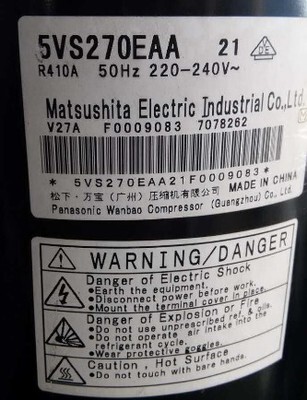 5VS270EAA 21
R410A 50Hz 220-240V~
Matsushita Electric Industrial Co.,Ltd.
V27A F0009083 7078262
* 5VS270EAA21F0009083 *
松下·万宝（广州）压缩机有限公司 MADE IN CHINA
Panasonic Wanbao Compressor (Guangzhou) Co., Ltd.
WARNING/DANGER
Danger of Electric Shock
●Earth the equipment.
●Disconnect power before work.
●Mount the terminal cover in place.
Danger of Explosion or Fire
●Do not use unprescribed ref. & oils.
●Do not operate air intake into the
refrigerant cycle.
●Wear protective goggles.
Caution, Hot Surface
●Do not touch with bare hands.